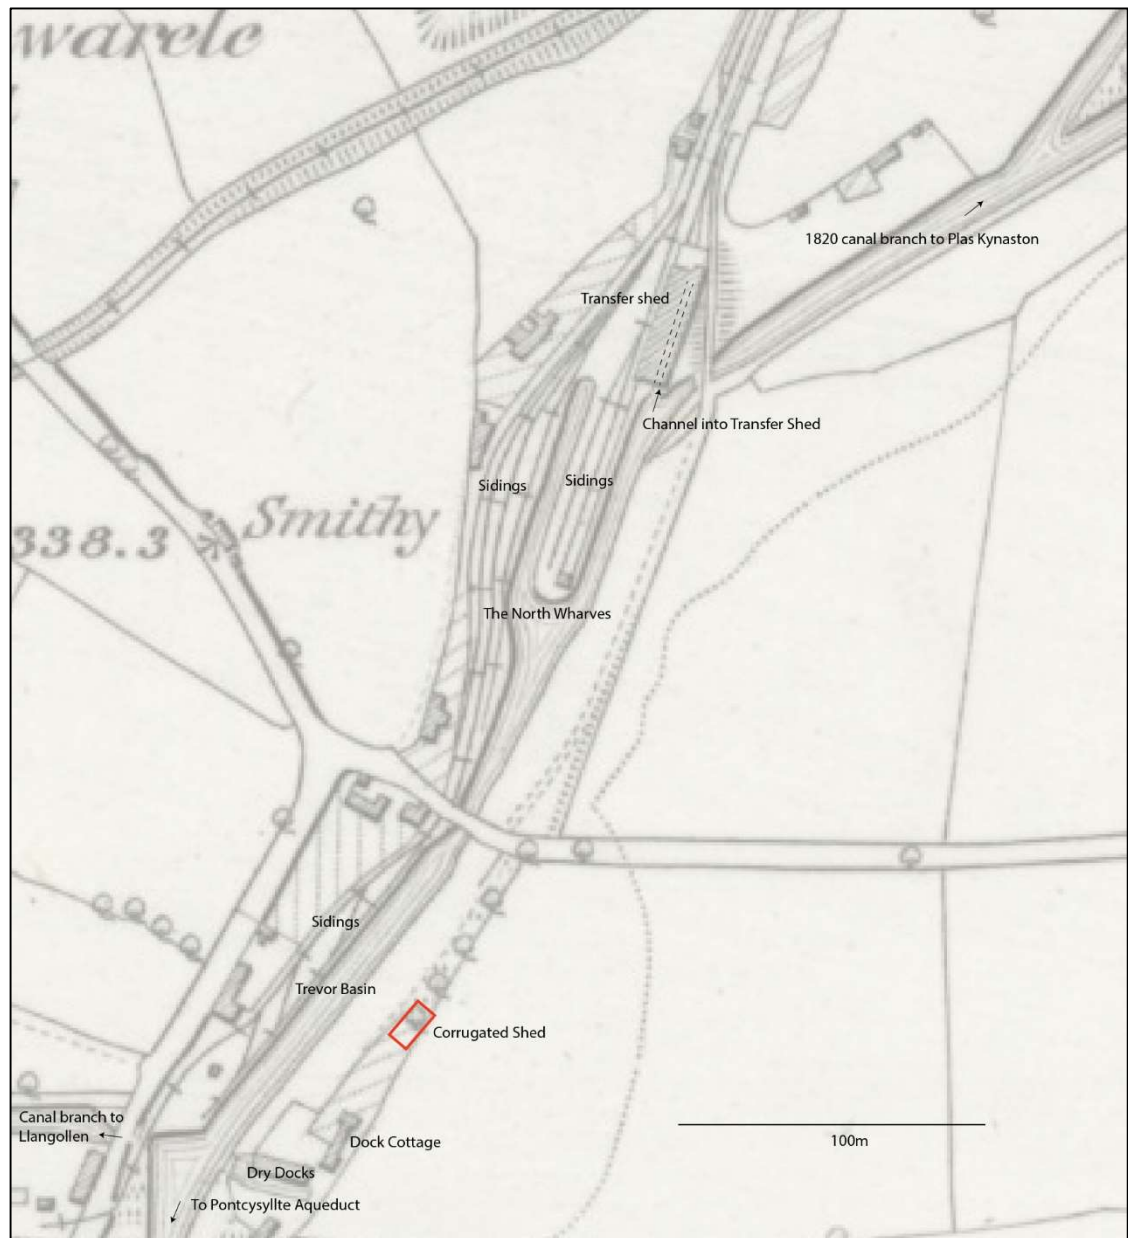 warele
1820 canal branch to Plas Kynaston
Transfer shed
Channel into Transfer Shed
Sidings
Sidings
338.3
Smithy
The North Wharves
Sidings
Trevor Basin
Corrugated Shed
Canal branch to
Llangollen
Dock Cottage
100m
Dry Docks
To Pontcysyllte Aqueduct